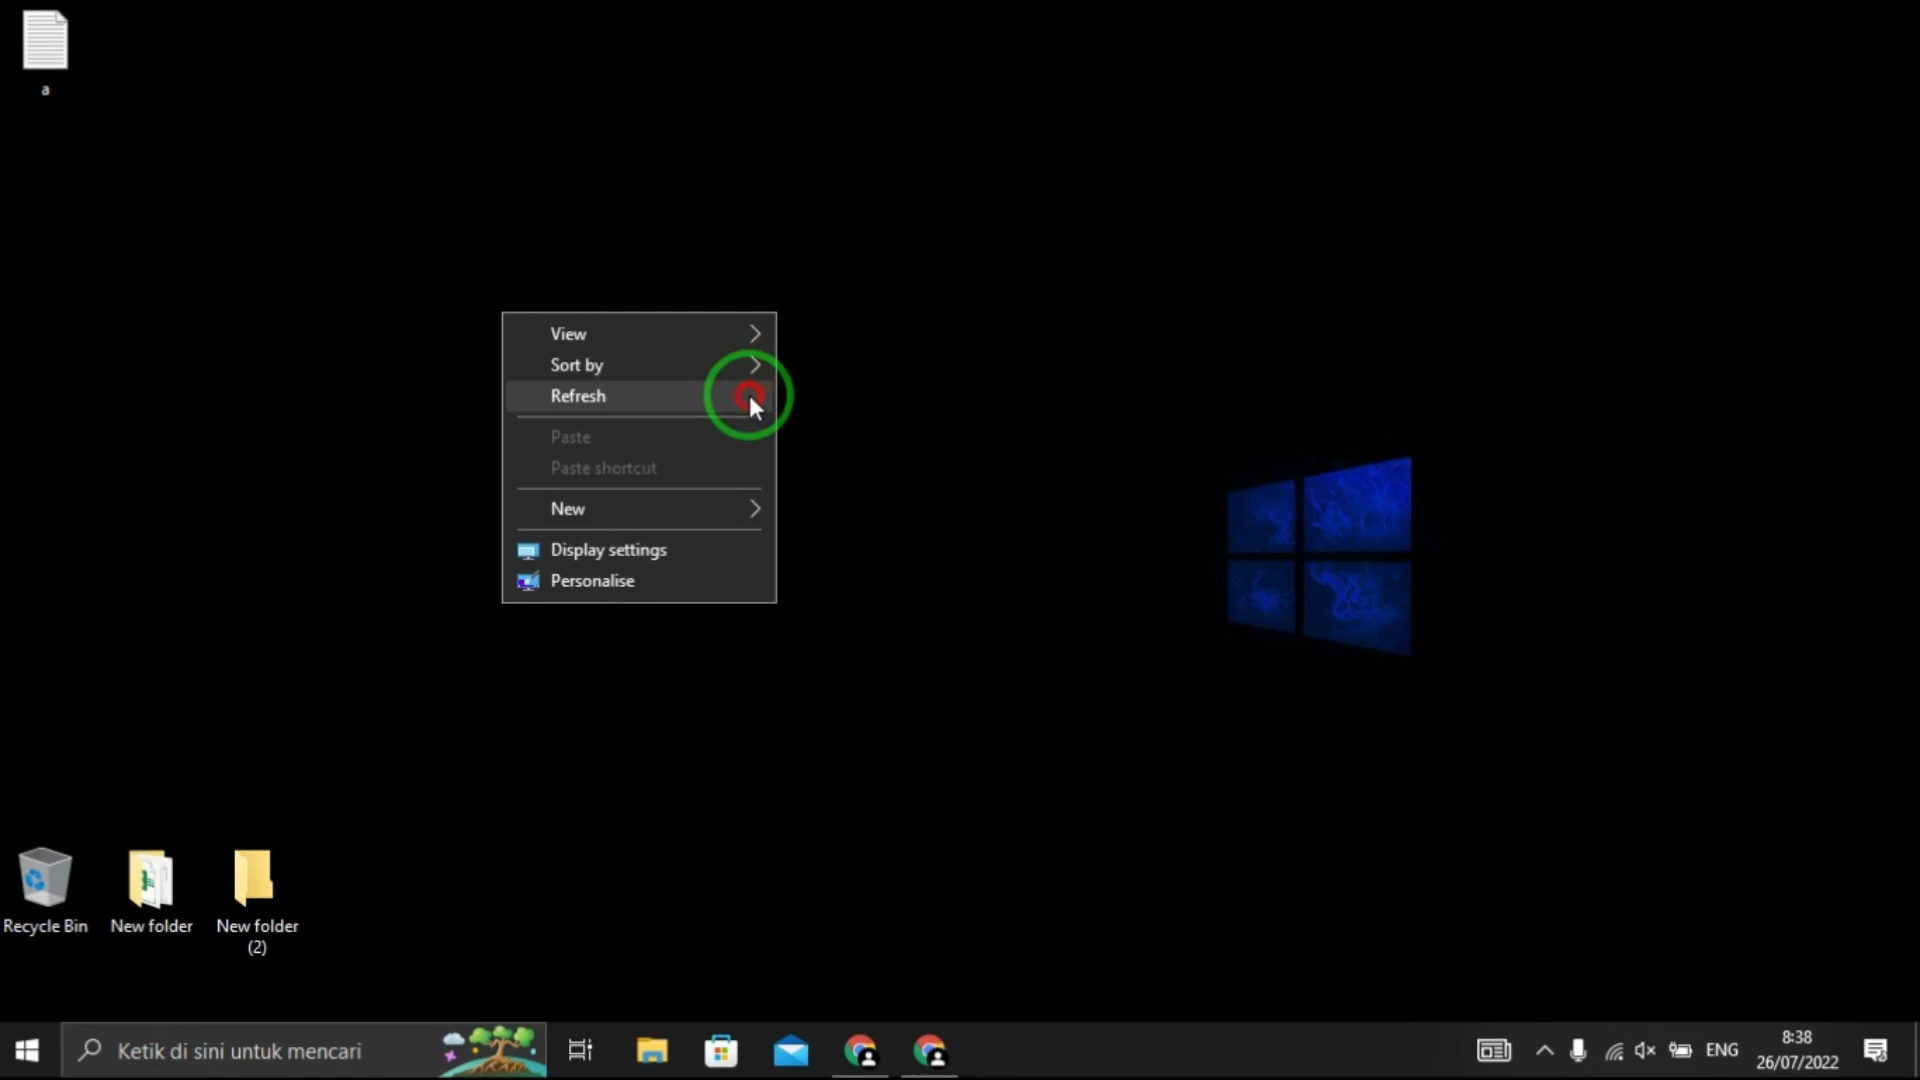 a
View
Sort by
Refresh
Paste
Paste shortcut
New
Display settings
Personalise
Recycle Bin
New folder
New folder
(2)
Ketik di sini untuk mencari
ENG
8:38
26/07/2022